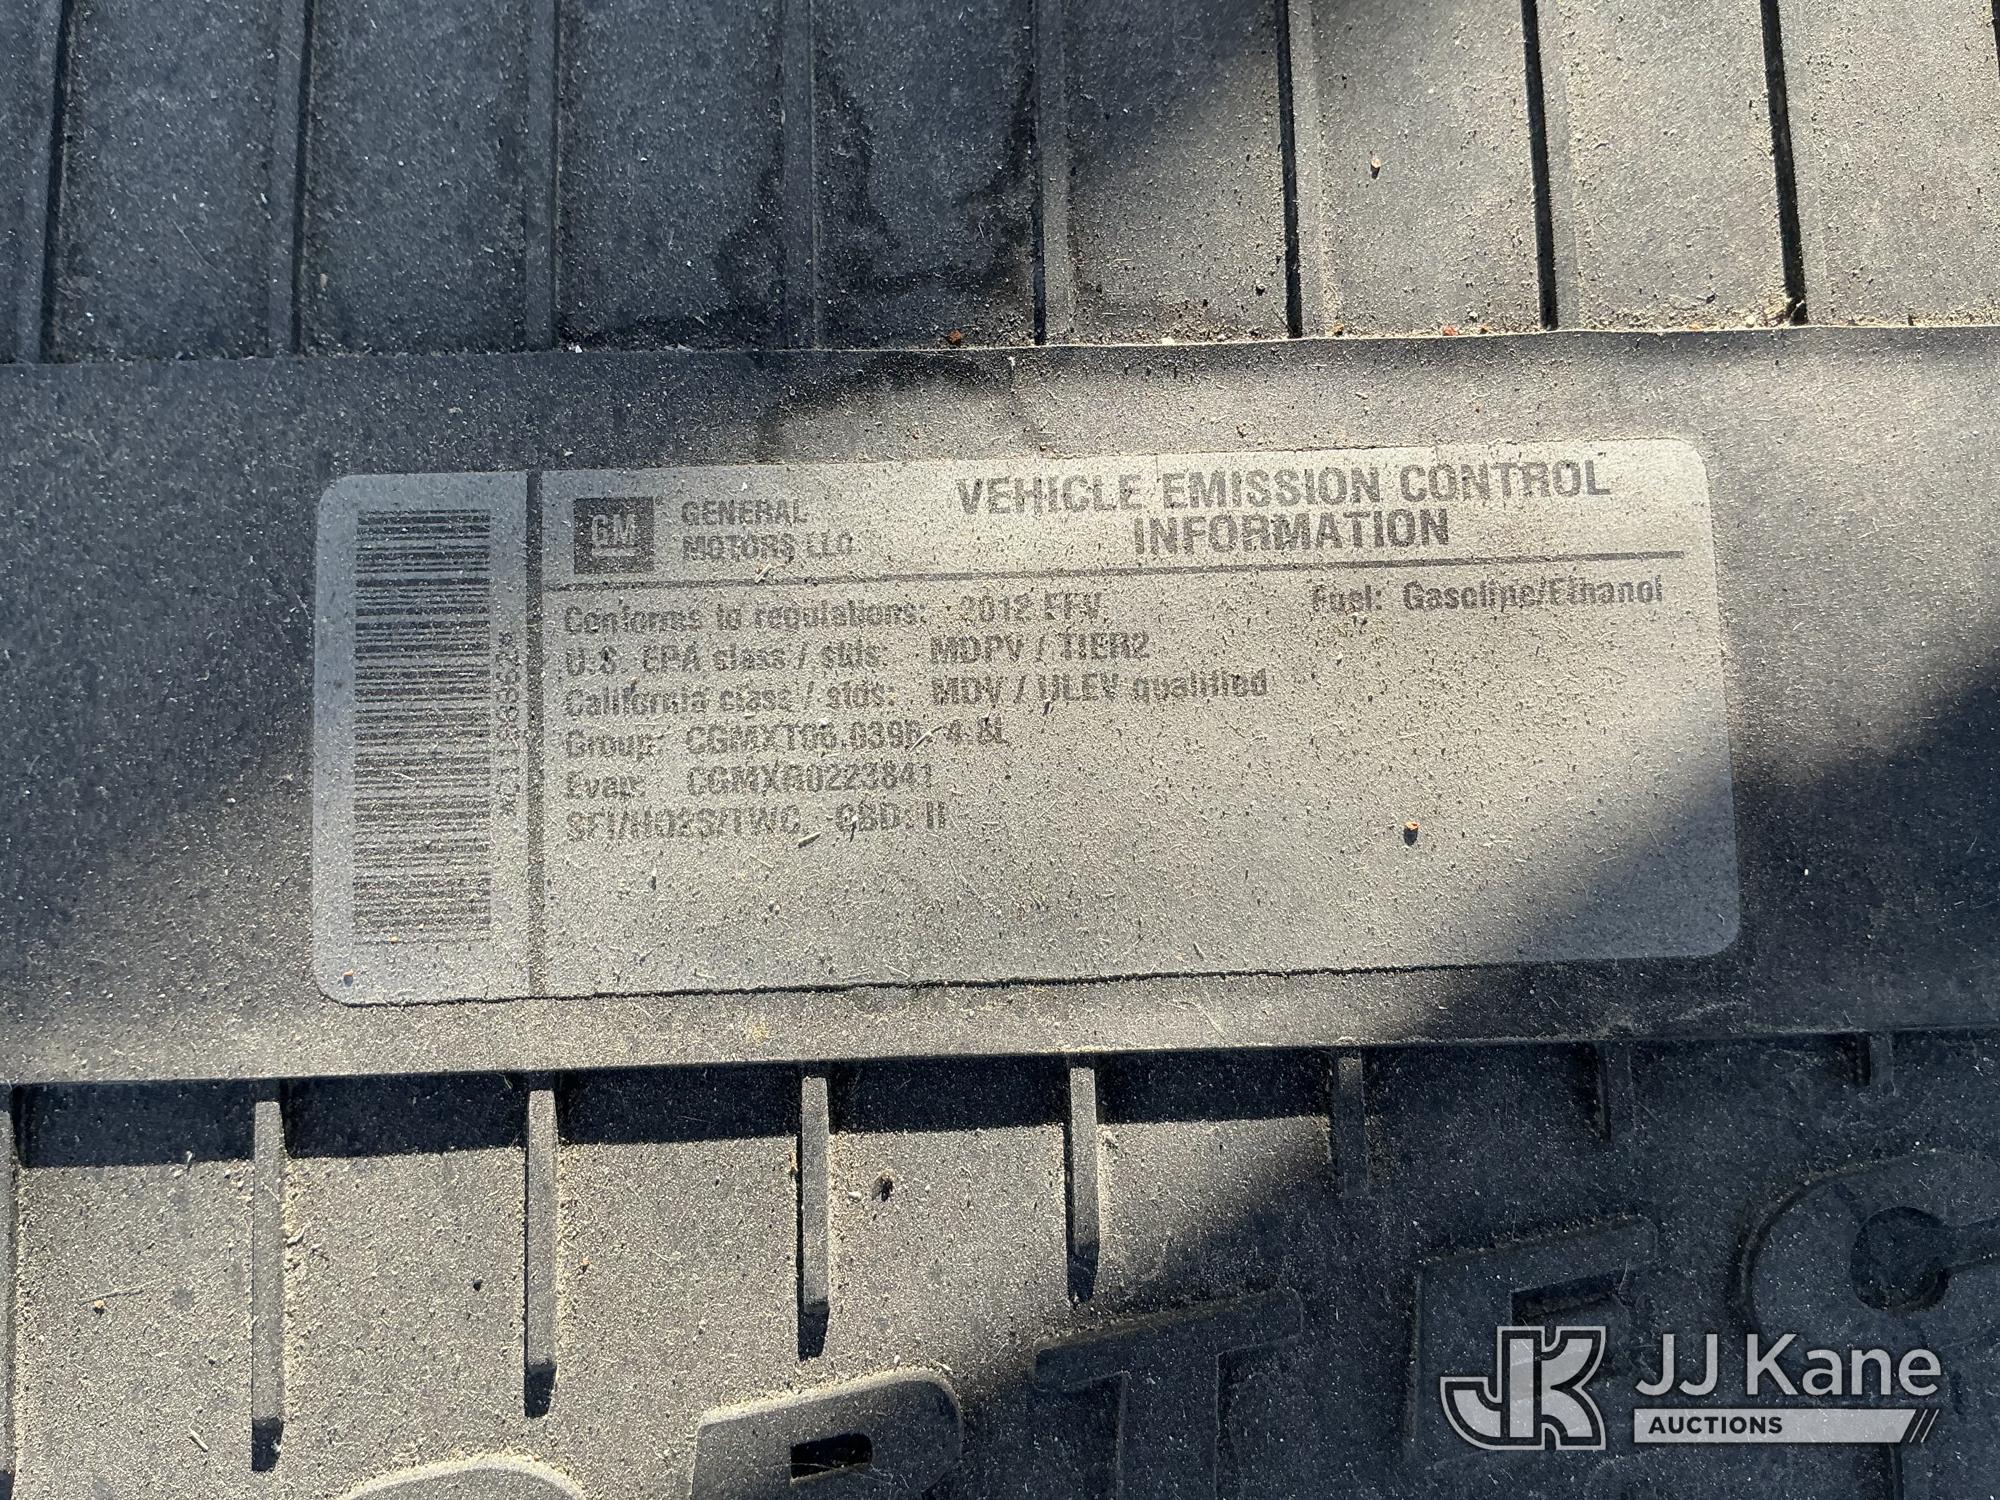 GM GENERAL MOTORS LLC
VEHICLE EMISSION CONTROL
INFORMATION
Conforms to regulations: 2012 FFV
Fuel: Gasoline/Ethanol
U.S. EPA class / stds: MDPV / TIER2
California class / stds: MDV / ULEV qualified
Group: 4.8L
Evap: CGMXR0223841
SFI/HO2S/TWC OBD: II
JK JJ Kane
AUCTIONS